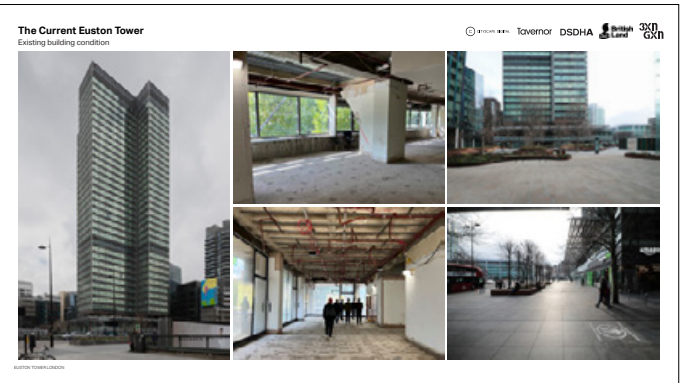 The Current Euston Tower
Existing building condition
Tavernor
DSDHA
British
Land
3XN
GXN
EUSTON TOWER LONDON